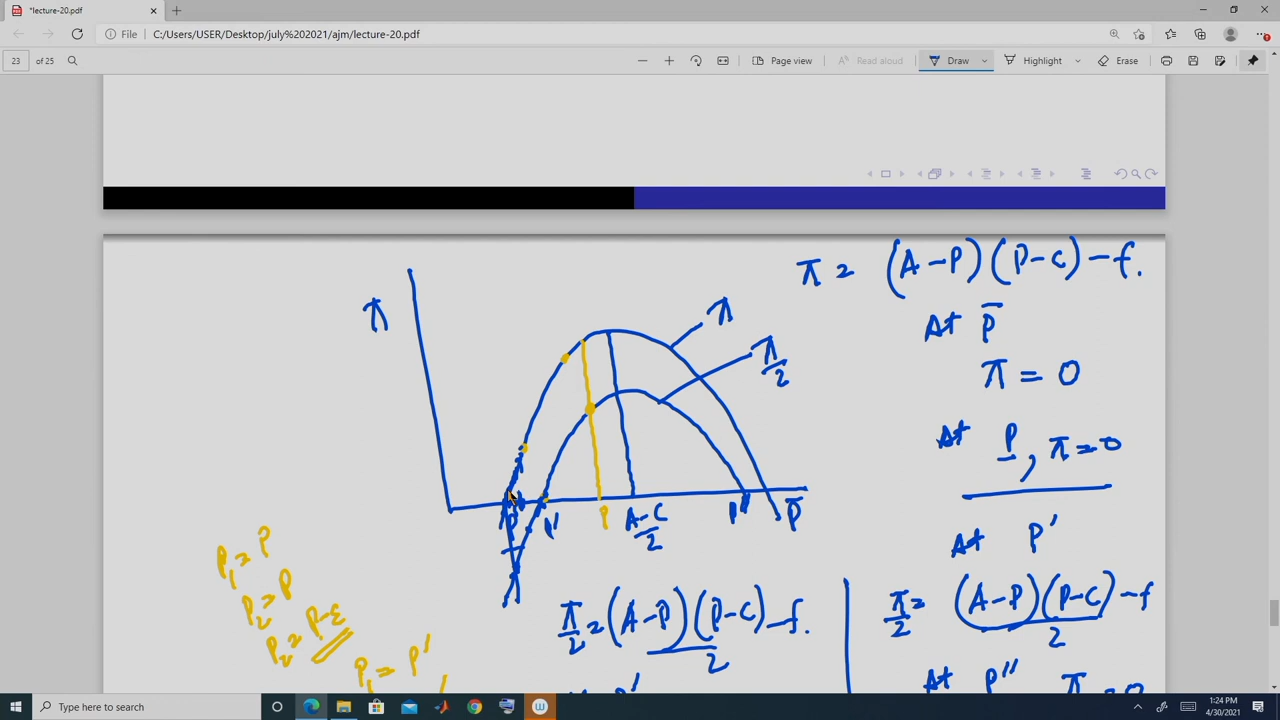 *lecture-20.pdf
File C:/Users/USER/Desktop/july%202021/ajm/lecture-20.pdf
23 of 25 Page view Read aloud Draw Highlight Erase
π = (A-P)(P-c)-f.
At p̄
π = 0
At P̲, π=0
At P'
π/2 = (A-P)(P-C)/2 -f
At P''
π
π
π/2
P' P A-C/2 P'' P̄
P₁ = P
P₂ = P
P₂ = P-ε
P₁ = P'
π/2 = (A-P)(P-C)/2 -f.
Type here to search
1:24 PM
4/30/2021